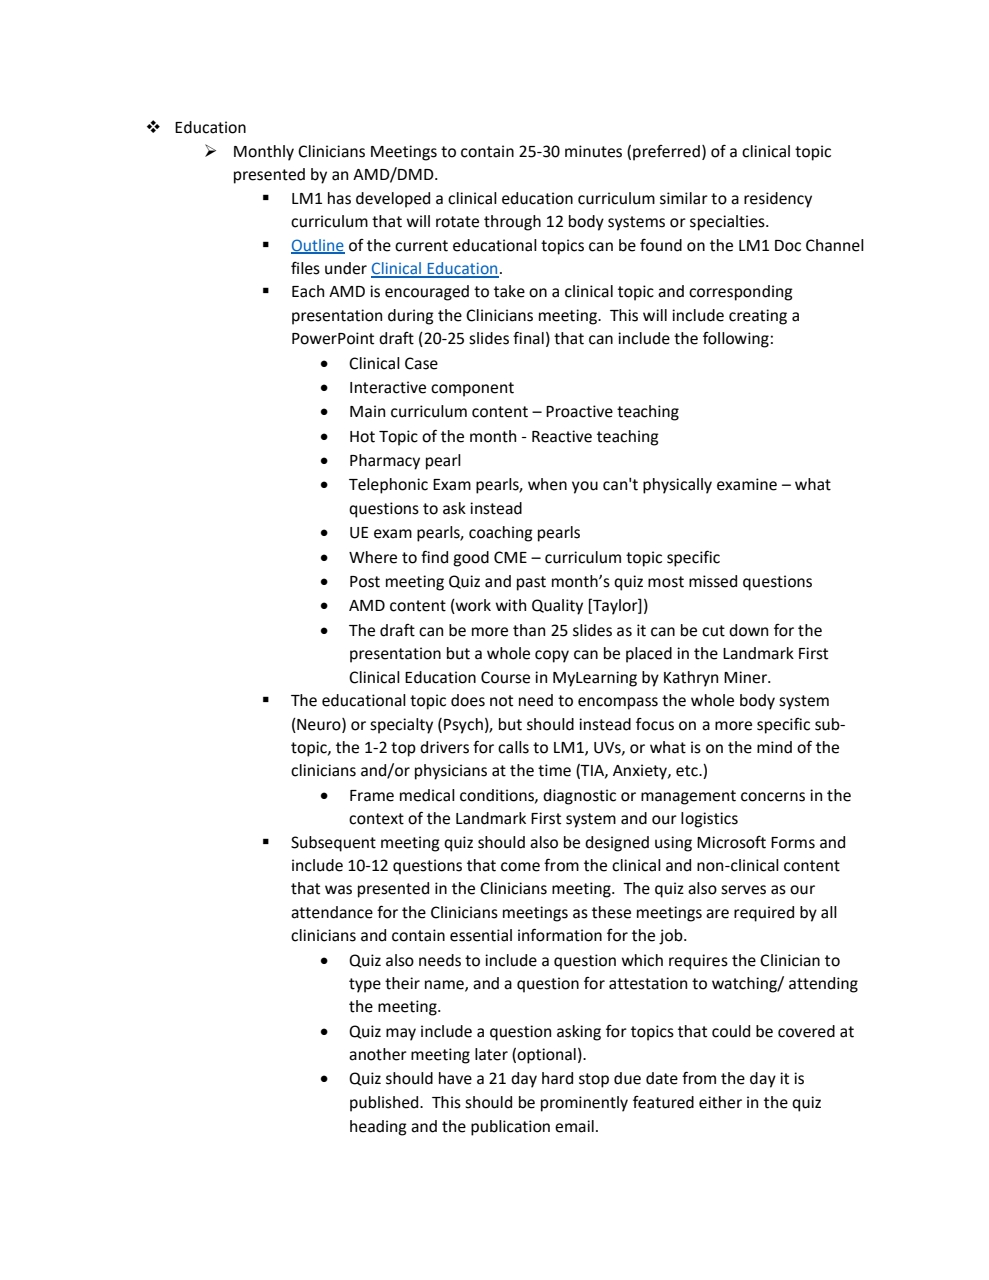 ❖ Education
➢ Monthly Clinicians Meetings to contain 25-30 minutes (preferred) of a clinical topic
presented by an AMD/DMD.
▪ LM1 has developed a clinical education curriculum similar to a residency
curriculum that will rotate through 12 body systems or specialties.
▪ Outline of the current educational topics can be found on the LM1 Doc Channel
files under Clinical Education.
▪ Each AMD is encouraged to take on a clinical topic and corresponding
presentation during the Clinicians meeting.  This will include creating a
PowerPoint draft (20-25 slides final) that can include the following:
• Clinical Case
• Interactive component
• Main curriculum content – Proactive teaching
• Hot Topic of the month - Reactive teaching
• Pharmacy pearl
• Telephonic Exam pearls, when you can't physically examine – what
questions to ask instead
• UE exam pearls, coaching pearls
• Where to find good CME – curriculum topic specific
• Post meeting Quiz and past month’s quiz most missed questions
• AMD content (work with Quality [Taylor])
• The draft can be more than 25 slides as it can be cut down for the
presentation but a whole copy can be placed in the Landmark First
Clinical Education Course in MyLearning by Kathryn Miner.
▪ The educational topic does not need to encompass the whole body system
(Neuro) or specialty (Psych), but should instead focus on a more specific sub-
topic, the 1-2 top drivers for calls to LM1, UVs, or what is on the mind of the
clinicians and/or physicians at the time (TIA, Anxiety, etc.)
• Frame medical conditions, diagnostic or management concerns in the
context of the Landmark First system and our logistics
▪ Subsequent meeting quiz should also be designed using Microsoft Forms and
include 10-12 questions that come from the clinical and non-clinical content
that was presented in the Clinicians meeting.  The quiz also serves as our
attendance for the Clinicians meetings as these meetings are required by all
clinicians and contain essential information for the job.
• Quiz also needs to include a question which requires the Clinician to
type their name, and a question for attestation to watching/ attending
the meeting.
• Quiz may include a question asking for topics that could be covered at
another meeting later (optional).
• Quiz should have a 21 day hard stop due date from the day it is
published.  This should be prominently featured either in the quiz
heading and the publication email.